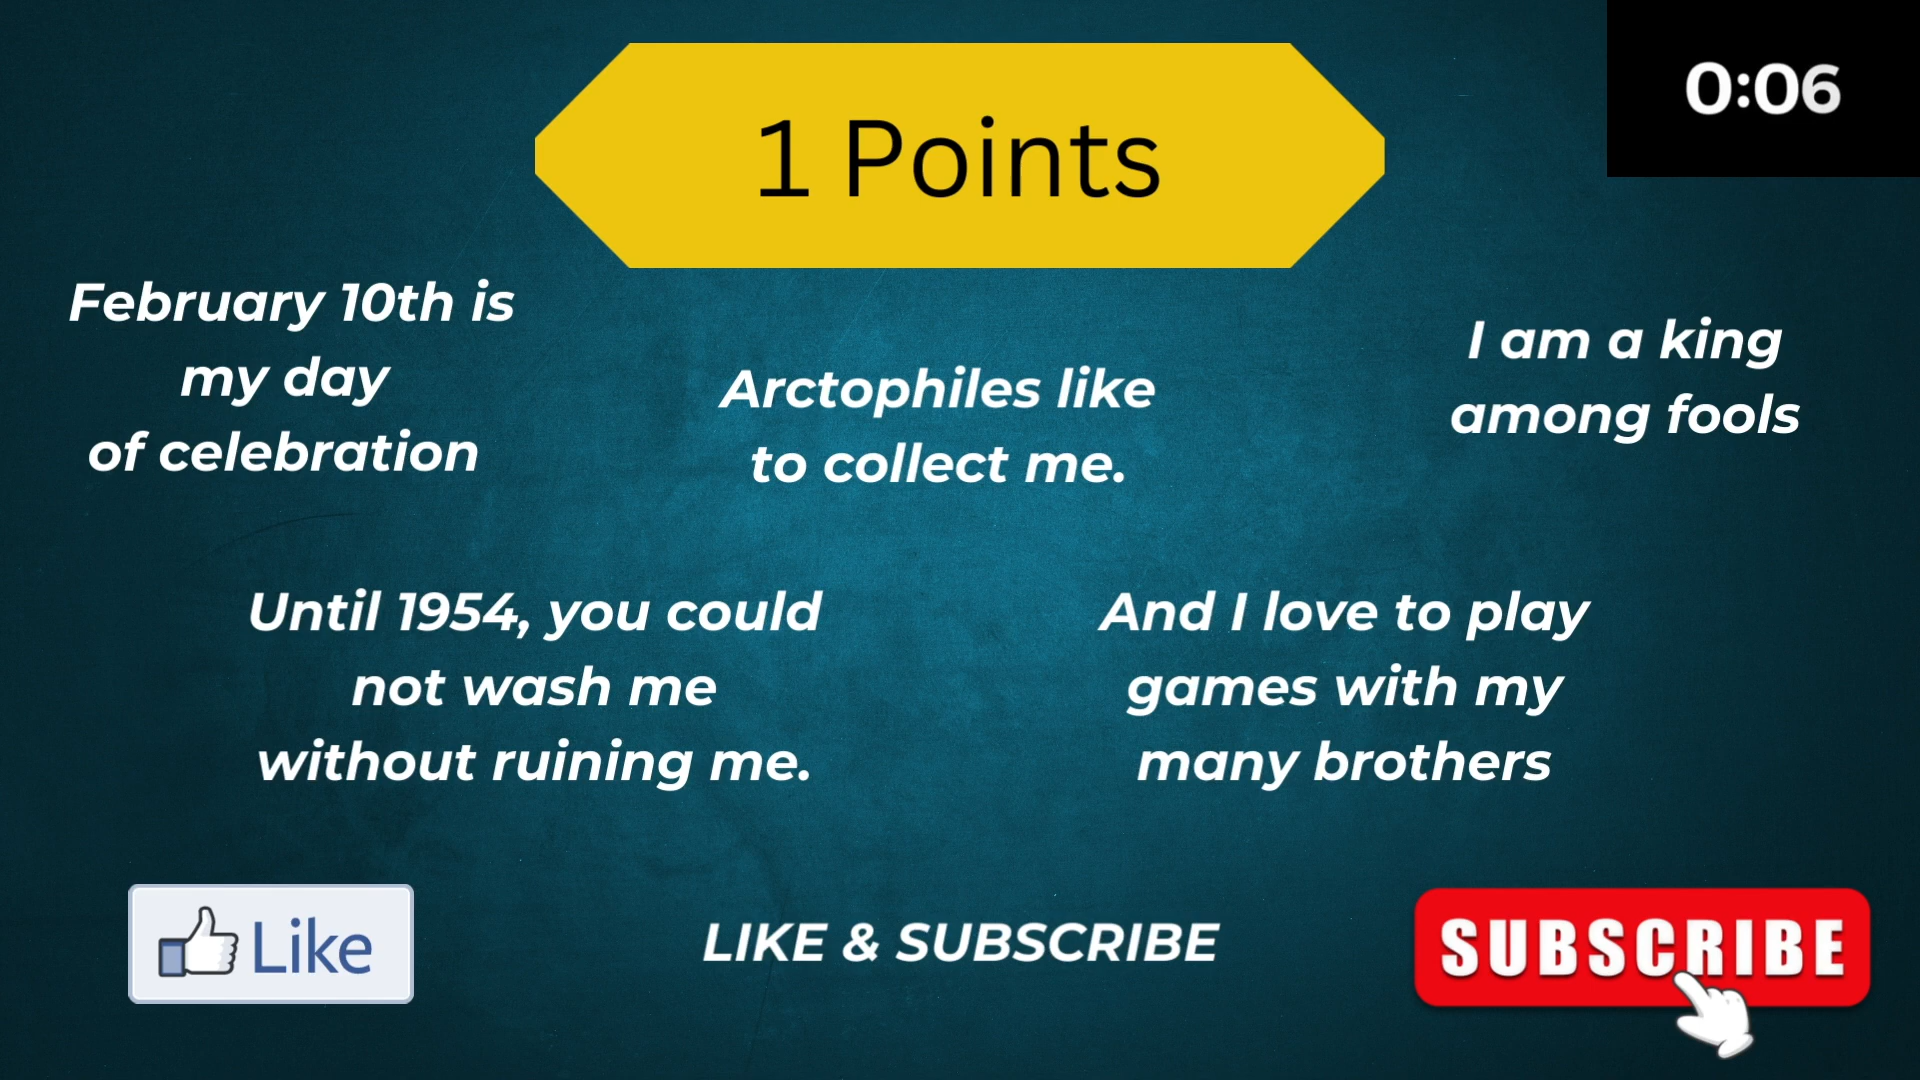 0:06
1 Points
February 10th is
my day
of celebration
Arctophiles like
to collect me.
I am a king
among fools
Until 1954, you could
not wash me
without ruining me.
And I love to play
games with my
many brothers
Like
LIKE & SUBSCRIBE
SUBSCRIBE